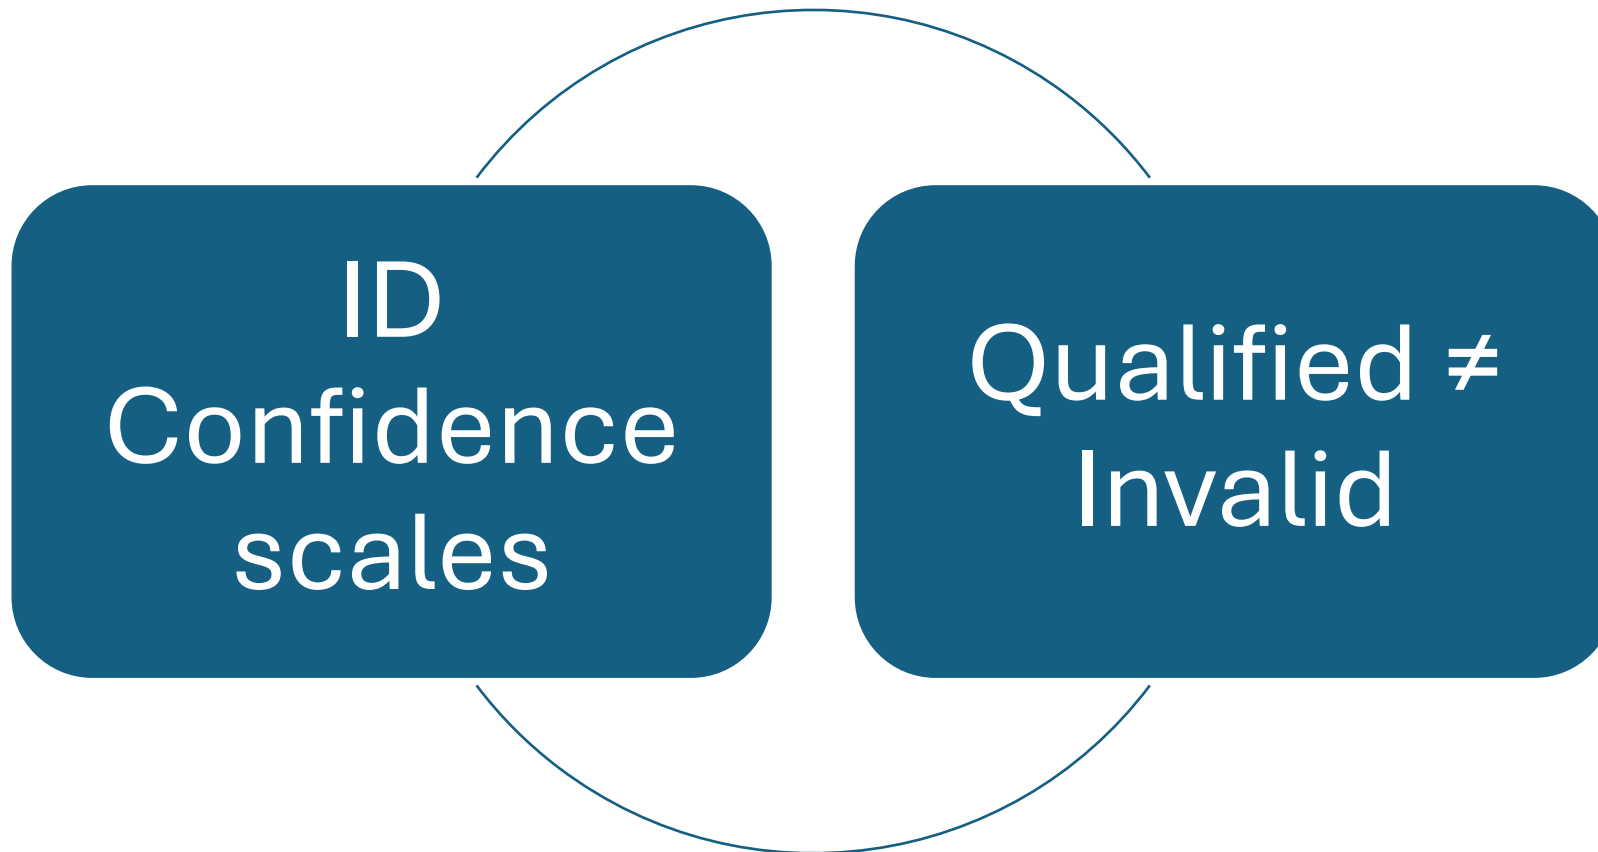 ID
Confidence
scales
Qualified ≠
Invalid